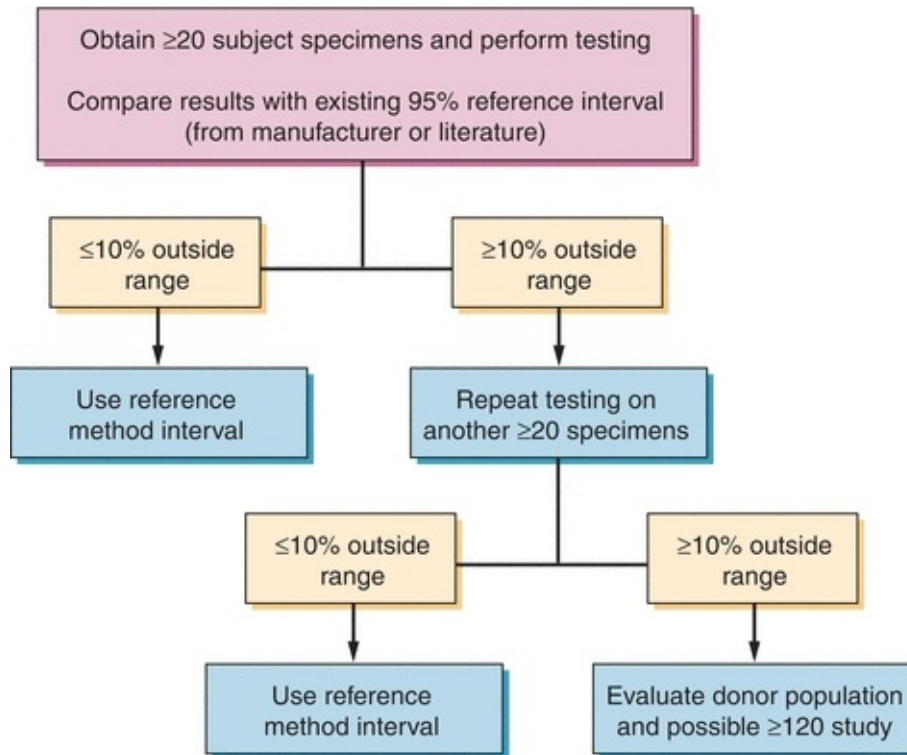 Obtain ≥20 subject specimens and perform testing
Compare results with existing 95% reference interval
(from manufacturer or literature)
≤10% outside
range
≥10% outside
range
Use reference
method interval
Repeat testing on
another ≥20 specimens
≤10% outside
range
≥10% outside
range
Use reference
method interval
Evaluate donor population
and possible ≥120 study